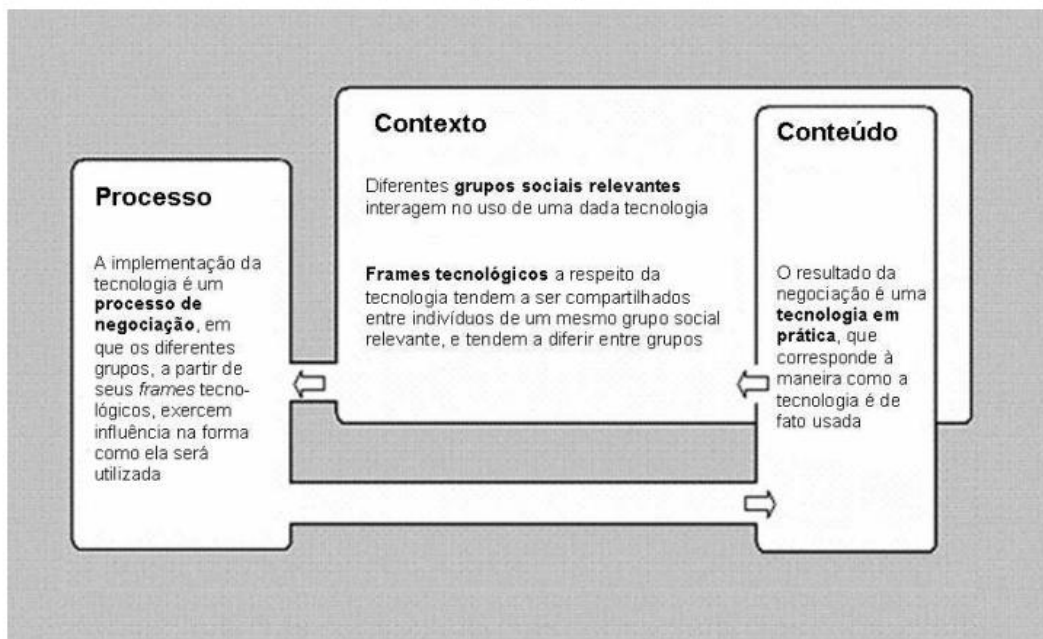 Processo
A implementação da
tecnologia é um
processo de
negociação, em
que os diferentes
grupos, a partir de
seus frames tecno-
lógicos, exercem
influência na forma
como ela será
utilizada
Contexto
Diferentes grupos sociais relevantes
interagem no uso de uma dada tecnologia
Frames tecnológicos a respeito da
tecnologia tendem a ser compartilhados
entre indivíduos de um mesmo grupo social
relevante, e tendem a diferir entre grupos
Conteúdo
O resultado da
negociação é uma
tecnologia em
prática, que
corresponde à
maneira como a
tecnologia é de
fato usada